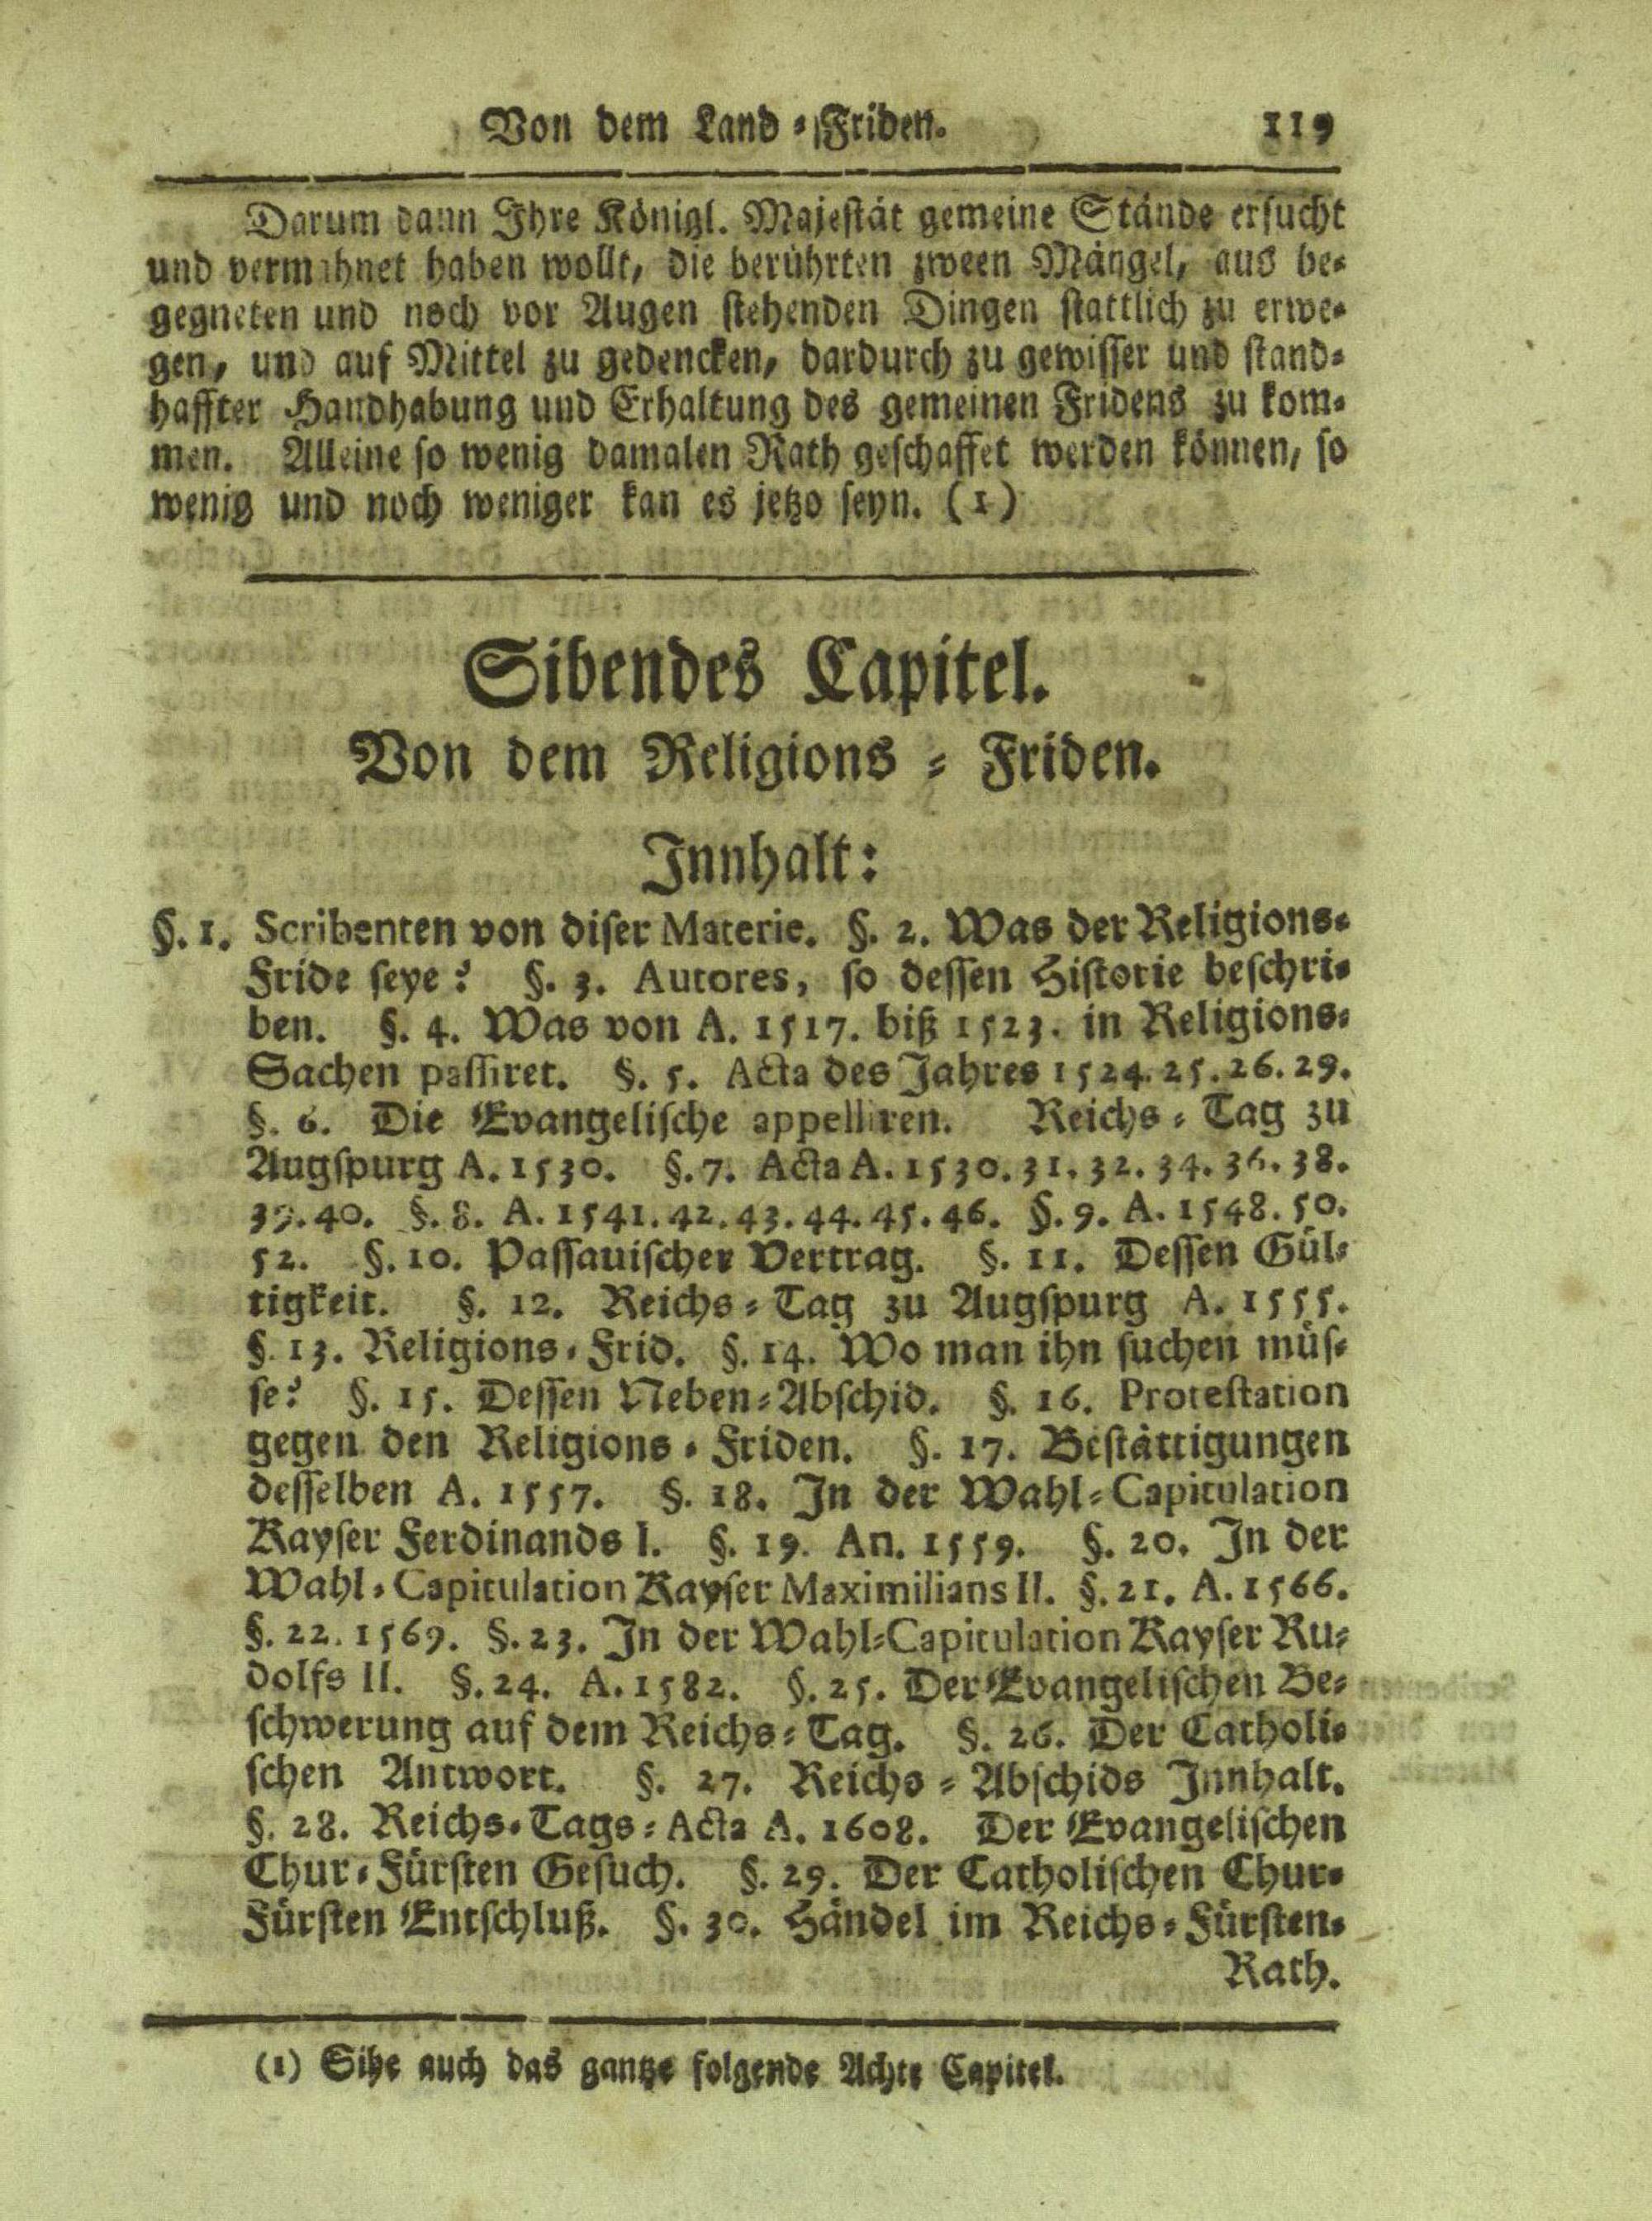 Von dem Land-Friden. 119
Darum dann Ihre Königl. Majestät gemeine Stände ersucht
und vermahnet haben wollt, die berührten zween Mängel, aus be-
gegneten und noch vor Augen stehenden Dingen stattlich zu erwe-
gen, und auf Mittel zu gedencken, dardurch zu gewisser und stand-
haffter Handhabung und Erhaltung des gemeinen Fridens zu kom-
men. Alleine so wenig damalen Rath geschaffet werden können, so
wenig und noch weniger kan es jetzo seyn. (1)
Sibendes Capitel.
Von dem Religions-Friden.
Innhalt:
§. 1. Scribenten von diser Materie. §. 2. Was der Religions-
Fride seye? §. 3. Autores, so dessen Historie beschri-
ben. §. 4. Was von A. 1517. biß 1523. in Religions-
Sachen passiret. §. 5. Acta des Jahres 1524. 25. 26. 29.
§. 6. Die Evangelische appelliren. Reichs-Tag zu
Augspurg A. 1530. §. 7. Acta A. 1530. 31. 32. 34. 36. 38.
39. 40. §. 8. A. 1541. 42. 43. 44. 45. 46. §. 9. A. 1548. 50.
52. §. 10. Passauischer Vertrag. §. 11. Dessen Gül-
tigkeit. §. 12. Reichs-Tag zu Augspurg A. 1555.
§. 13. Religions-Frid. §. 14. Wo man ihn suchen müs-
se? §. 15. Dessen Neben-Abschid. §. 16. Protestation
gegen den Religions-Friden. §. 17. Bestättigungen
desselben A. 1557. §. 18. In der Wahl-Capitulation
Kayser Ferdinands I. §. 19. An. 1559. §. 20. In der
Wahl-Capitulation Kayser Maximilians II. §. 21. A. 1566.
§. 22. 1569. §. 23. In der Wahl-Capitulation Kayser Ru-
dolfs II. §. 24. A. 1582. §. 25. Der Evangelischen Be-
schwerung auf dem Reichs-Tag. §. 26. Der Catholi-
schen Antwort. §. 27. Reichs-Abschids Innhalt.
§. 28. Reichs-Tags-Acta A. 1608. Der Evangelischen
Chur-Fürsten Gesuch. §. 29. Der Catholischen Chur-
Fürsten Entschluß. §. 30. Händel im Reichs-Fürsten-
Rath.
(1) Sihe auch das gantze folgende Achte Capitel.